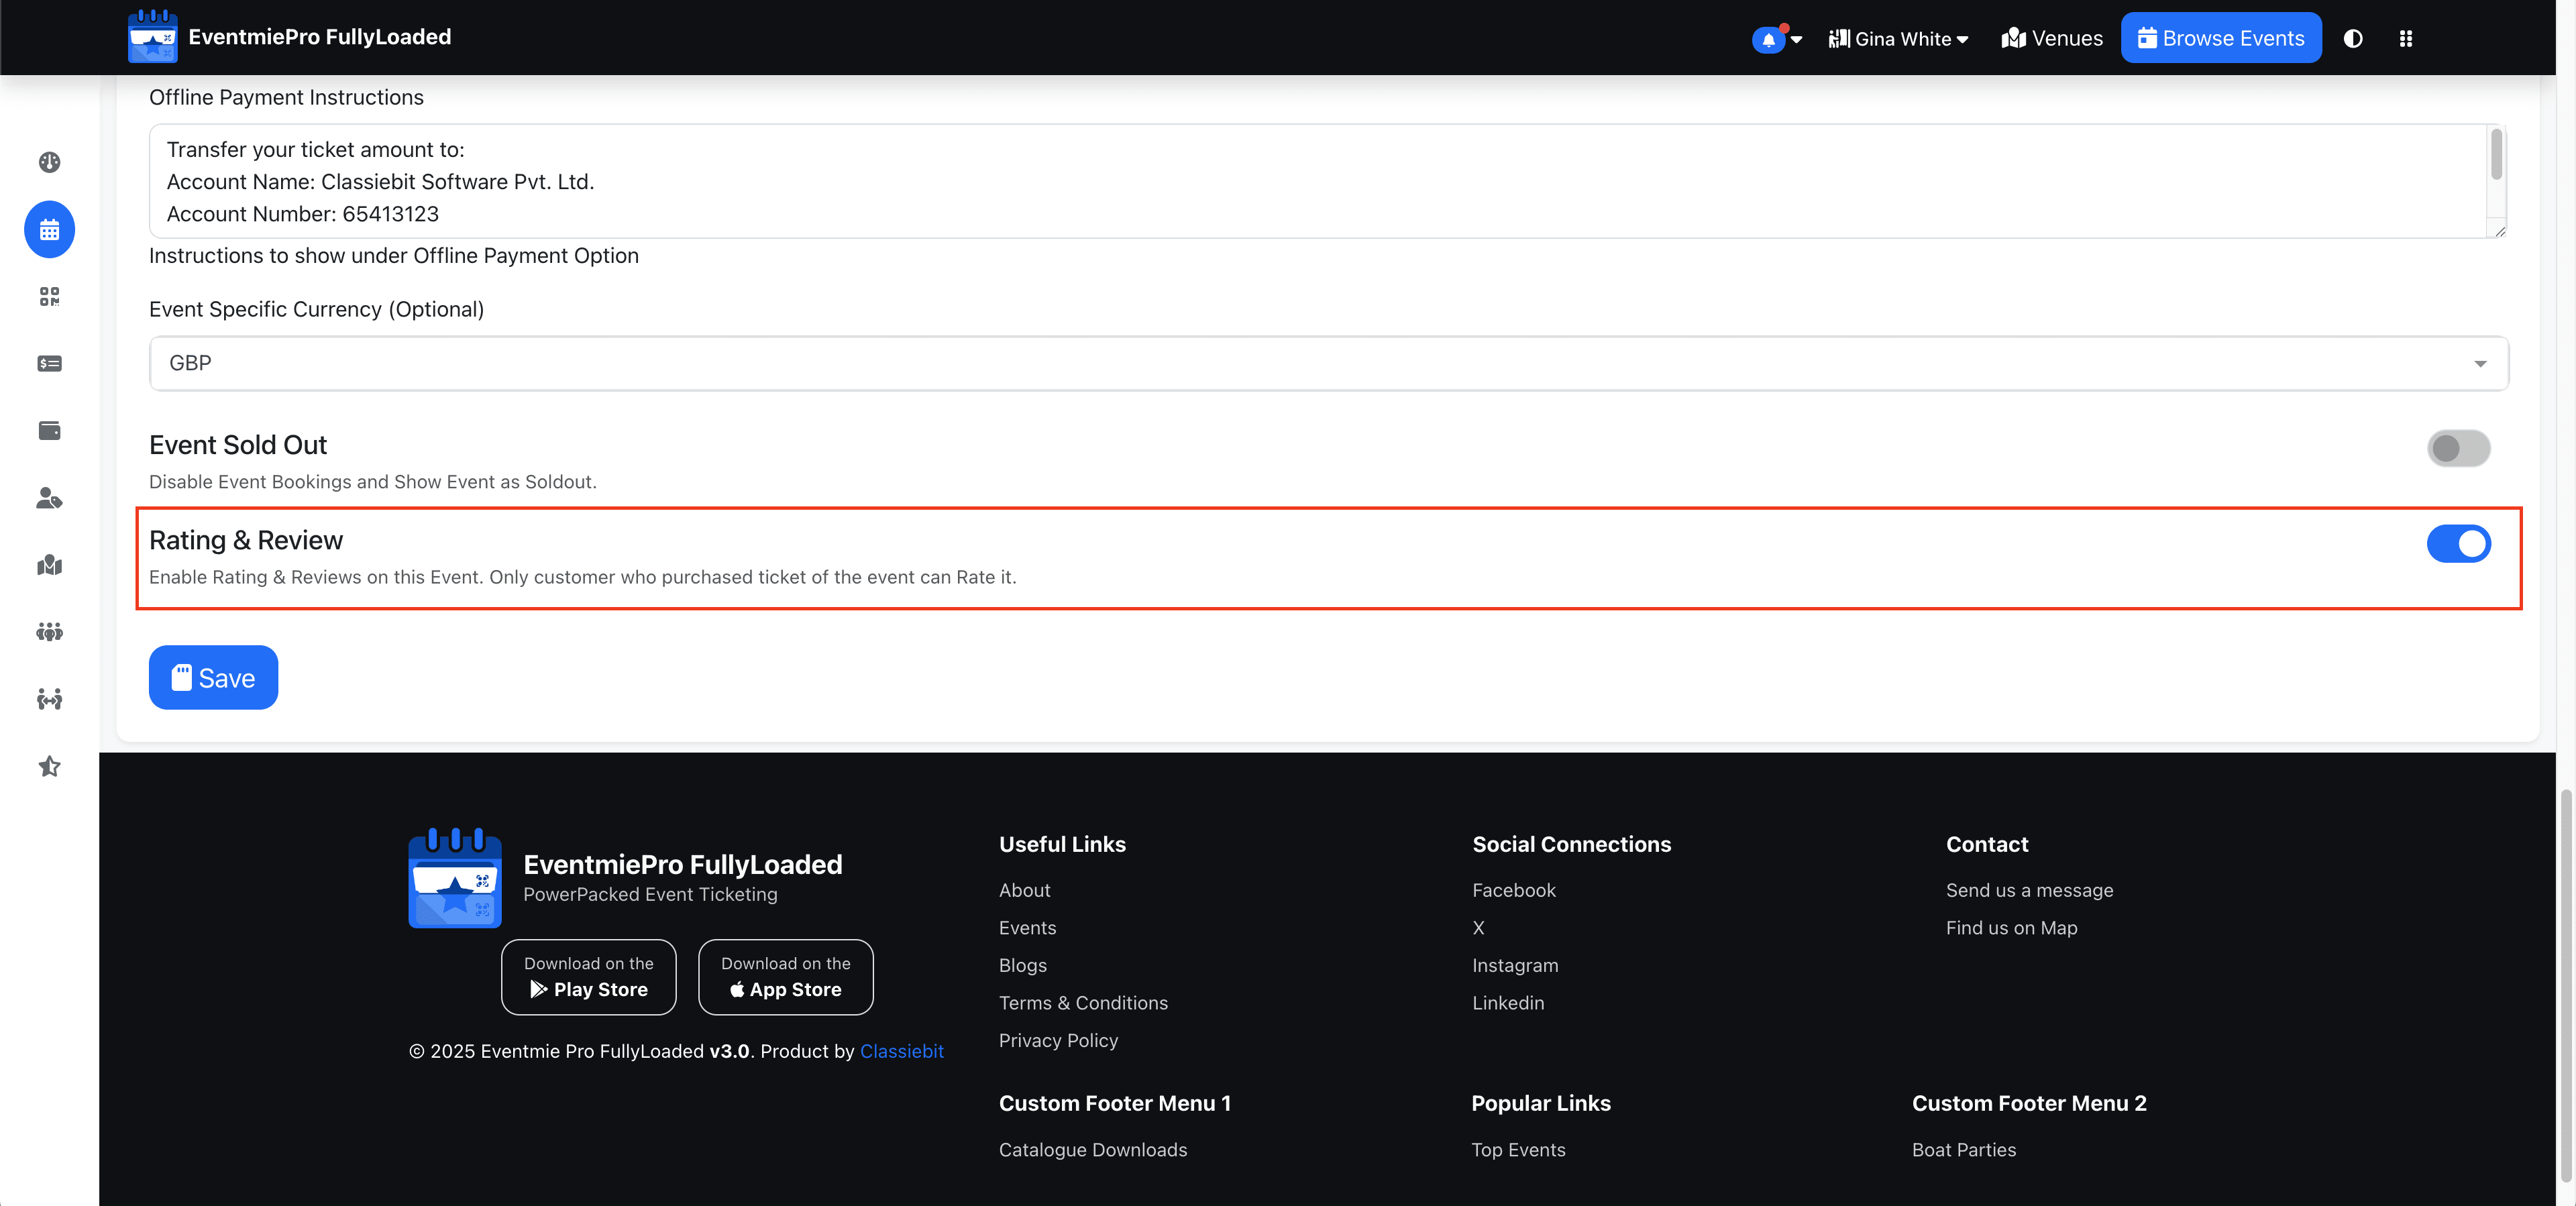 EventmiePro FullyLoaded
Gina White
Venues
Browse Events
Offline Payment Instructions
Transfer your ticket amount to:
Account Name: Classiebit Software Pvt. Ltd.
Account Number: 65413123
Instructions to show under Offline Payment Option
Event Specific Currency (Optional)
GBP
Event Sold Out
Disable Event Bookings and Show Event as Soldout.
Rating & Review
Enable Rating & Reviews on this Event. Only customer who purchased ticket of the event can Rate it.
Save
EventmiePro FullyLoaded
PowerPacked Event Ticketing
Download on the
Play Store
Download on the
App Store
© 2025 Eventmie Pro FullyLoaded v3.0. Product by Classiebit
Useful Links
About
Events
Blogs
Terms & Conditions
Privacy Policy
Social Connections
Facebook
X
Instagram
Linkedin
Contact
Send us a message
Find us on Map
Custom Footer Menu 1
Catalogue Downloads
Popular Links
Top Events
Custom Footer Menu 2
Boat Parties